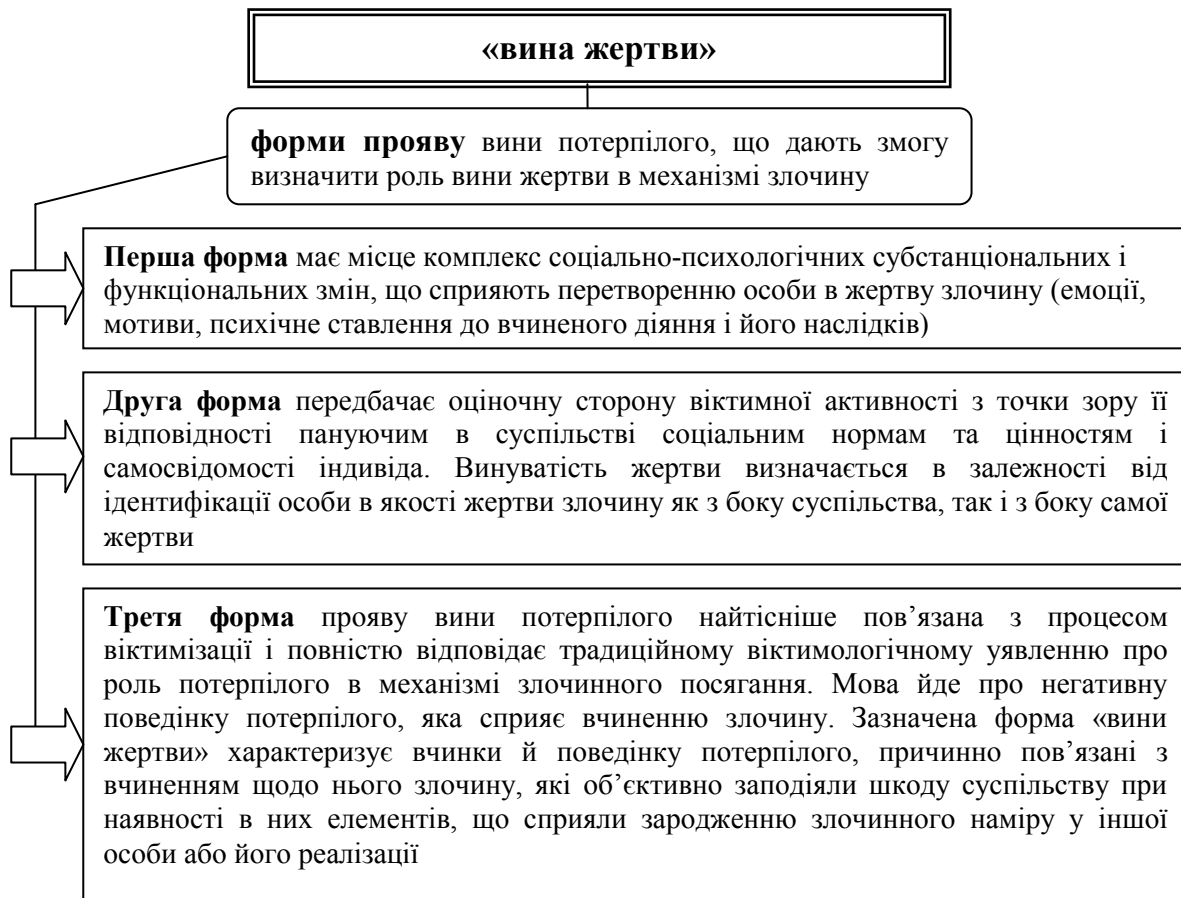 «вина жертви»
форми прояву вини потерпілого, що дають змогу
визначити роль вини жертви в механізмі злочину
Перша форма має місце комплекс соціально-психологічних субстанціональних і
функціональних змін, що сприяють перетворенню особи в жертву злочину (емоції,
мотиви, психічне ставлення до вчиненого діяння і його наслідків)
Друга форма передбачає оціночну сторону віктимної активності з точки зору її
відповідності пануючим в суспільстві соціальним нормам та цінностям і
самосвідомості індивіда. Винуватість жертви визначається в залежності від
ідентифікації особи в якості жертви злочину як з боку суспільства, так і з боку самої
жертви
Третя форма прояву вини потерпілого найтісніше пов’язана з процесом
віктимізації і повністю відповідає традиційному віктимологічному уявленню про
роль потерпілого в механізмі злочинного посягання. Мова йде про негативну
поведінку потерпілого, яка сприяє вчиненню злочину. Зазначена форма «вини
жертви» характеризує вчинки й поведінку потерпілого, причинно пов’язані з
вчиненням щодо нього злочину, які об’єктивно заподіяли шкоду суспільству при
наявності в них елементів, що сприяли зародженню злочинного наміру у іншої
особи або його реалізації